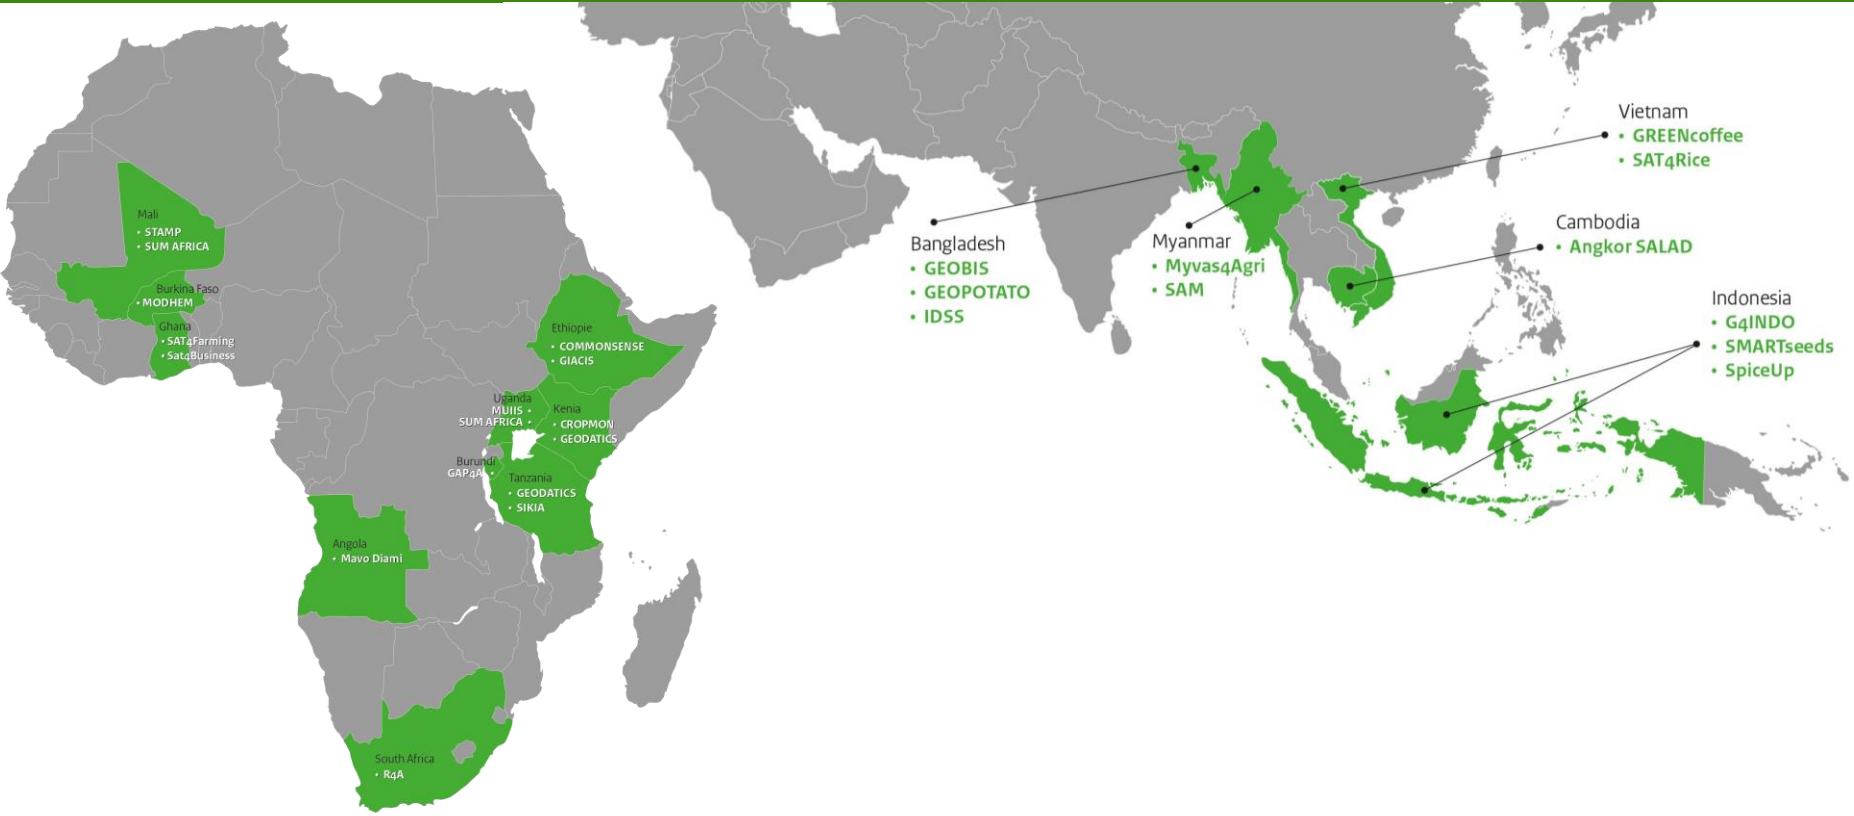 Mali
• STAMP
• SUM AFRICA
Burkina Faso
• MODHEM
Ghana
• SAT4Farming
• Sat4Business
Ethiopie
• COMMONSENSE
• GIACIS
Uganda
MUIIS •
SUM AFRICA •
Kenia
• CROPMON
• GEODATICS
Burundi
GAP4A •
Tanzania
• GEODATICS
• SIKIA
Angola
• Mavo Diami
South Africa
• R4A
Bangladesh
• GEOBIS
• GEOPOTATO
• IDSS
Myanmar
• Myvas4Agri
• SAM
Vietnam
• GREENcoffee
• SAT4Rice
Cambodia
• Angkor SALAD
Indonesia
• G4INDO
• SMARTseeds
• SpiceUp